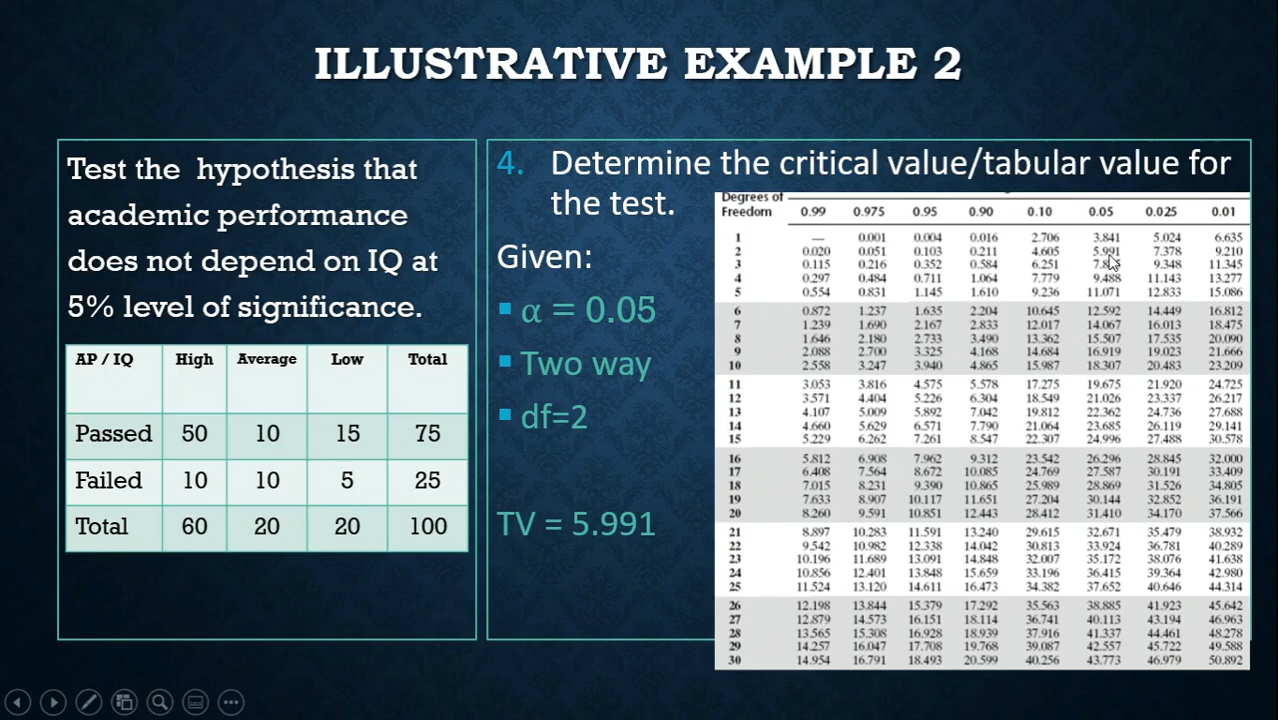 ILLUSTRATIVE EXAMPLE 2
Test the hypothesis that
academic performance
does not depend on IQ at
5% level of significance.
AP / IQ High Average Low Total
Passed 50 10 15 75
Failed 10 10 5 25
Total 60 20 20 100
4. Determine the critical value/tabular value for
the test.
Given:
▪ α = 0.05
▪ Two way
▪ df=2
TV = 5.991
Degrees of
Freedom 0.99 0.975 0.95 0.90 0.10 0.05 0.025 0.01
1 — 0.001 0.004 0.016 2.706 3.841 5.024 6.635
2 0.020 0.051 0.103 0.211 4.605 5.991 7.378 9.210
3 0.115 0.216 0.352 0.584 6.251 9.348 11.345
4 0.297 0.484 0.711 1.064 7.779 9.488 11.143 13.277
5 0.554 0.831 1.145 1.610 9.236 11.071 12.833 15.086
6 0.872 1.237 1.635 2.204 10.645 12.592 14.449 16.812
7 1.239 1.690 2.167 2.833 12.017 14.067 16.013 18.475
8 1.646 2.180 2.733 3.490 13.362 15.507 17.535 20.090
9 2.088 2.700 3.325 4.168 14.684 16.919 19.023 21.666
10 2.558 3.247 3.940 4.865 15.987 18.307 20.483 23.209
11 3.053 3.816 4.575 5.578 17.275 19.675 21.920 24.725
12 3.571 4.404 5.226 6.304 18.549 21.026 23.337 26.217
13 4.107 5.009 5.892 7.042 19.812 22.362 24.736 27.688
14 4.660 5.629 6.571 7.790 21.064 23.685 26.119 29.141
15 5.229 6.262 7.261 8.547 22.307 24.996 27.488 30.578
16 5.812 6.908 7.962 9.312 23.542 26.296 28.845 32.000
17 6.408 7.564 8.672 10.085 24.769 27.587 30.191 33.409
18 7.015 8.231 9.390 10.865 25.989 28.869 31.526 34.805
19 7.633 8.907 10.117 11.651 27.204 30.144 32.852 36.191
20 8.260 9.591 10.851 12.443 28.412 31.410 34.170 37.566
21 8.897 10.283 11.591 13.240 29.615 32.671 35.479 38.932
22 9.542 10.982 12.338 14.042 30.813 33.924 36.781 40.289
23 10.196 11.689 13.091 14.848 32.007 35.172 38.076 41.638
24 10.856 12.401 13.848 15.659 33.196 36.415 39.364 42.980
25 11.524 13.120 14.611 16.473 34.382 37.652 40.646 44.314
26 12.198 13.844 15.379 17.292 35.563 38.885 41.923 45.642
27 12.879 14.573 16.151 18.114 36.741 40.113 43.194 46.963
28 13.565 15.308 16.928 18.939 37.916 41.337 44.461 48.278
29 14.257 16.047 17.708 19.768 39.087 42.557 45.722 49.588
30 14.954 16.791 18.493 20.599 40.256 43.773 46.979 50.892